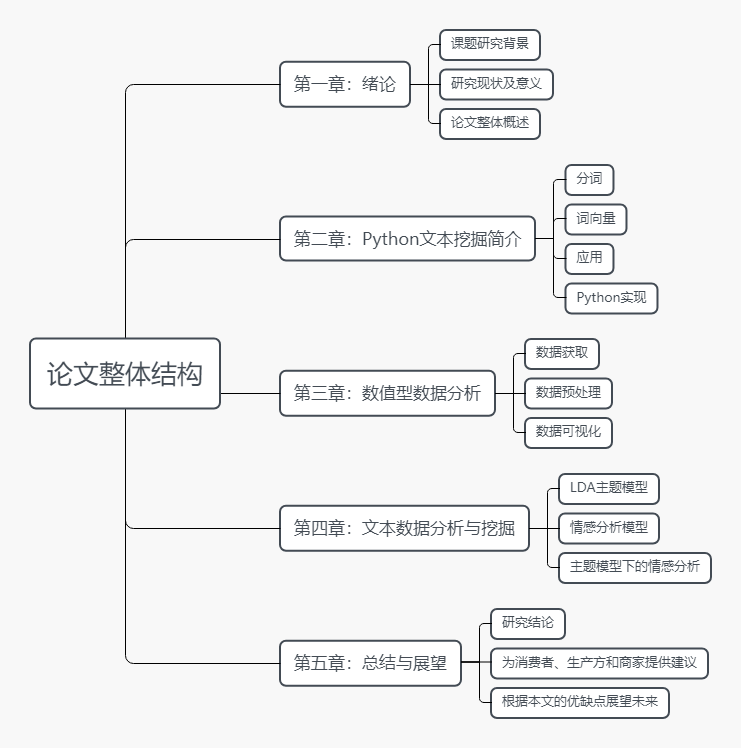 论文整体结构
第一章：绪论
课题研究背景
研究现状及意义
论文整体概述
第二章：Python文本挖掘简介
分词
词向量
应用
Python实现
第三章：数值型数据分析
数据获取
数据预处理
数据可视化
第四章：文本数据分析与挖掘
LDA主题模型
情感分析模型
主题模型下的情感分析
第五章：总结与展望
研究结论
为消费者、生产方和商家提供建议
根据本文的优缺点展望未来